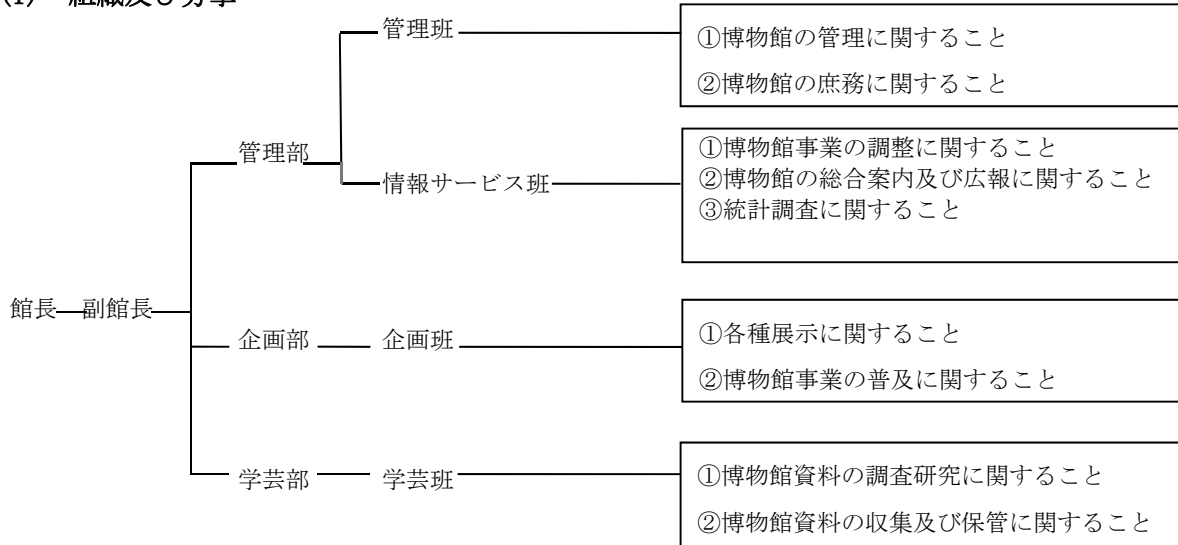 (1) 組織及び分掌
管理班
①博物館の管理に関すること
②博物館の庶務に関すること
管理部
情報サービス班
①博物館事業の調整に関すること
②博物館の総合案内及び広報に関すること
③統計調査に関すること
館長
副館長
企画部
企画班
①各種展示に関すること
②博物館事業の普及に関すること
学芸部
学芸班
①博物館資料の調査研究に関すること
②博物館資料の収集及び保管に関すること